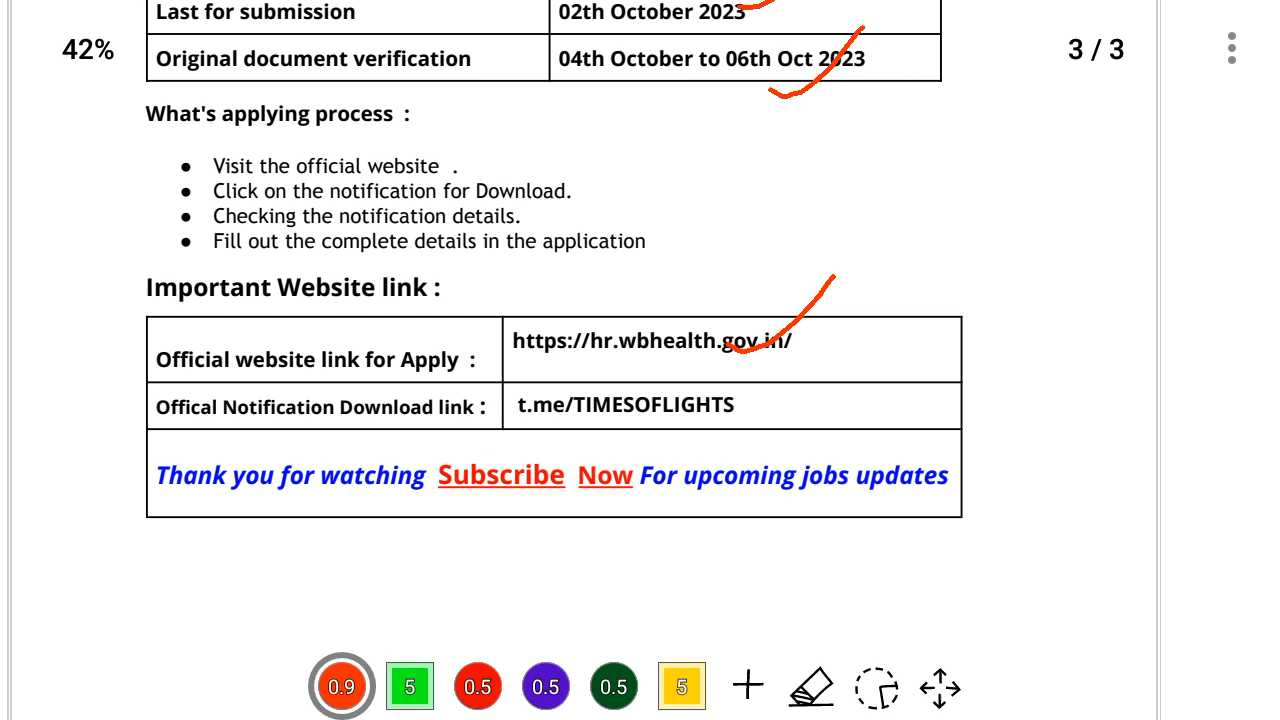 Last for submission 02th October 2023
42% Original document verification 04th October to 06th Oct 2023 3 / 3
What's applying process :
● Visit the official website .
● Click on the notification for Download.
● Checking the notification details.
● Fill out the complete details in the application
Important Website link :
Official website link for Apply : https://hr.wbhealth.gov.in/
Offical Notification Download link : t.me/TIMESOFLIGHTS
Thank you for watching Subscribe Now For upcoming jobs updates
0.9 5 0.5 0.5 0.5 5